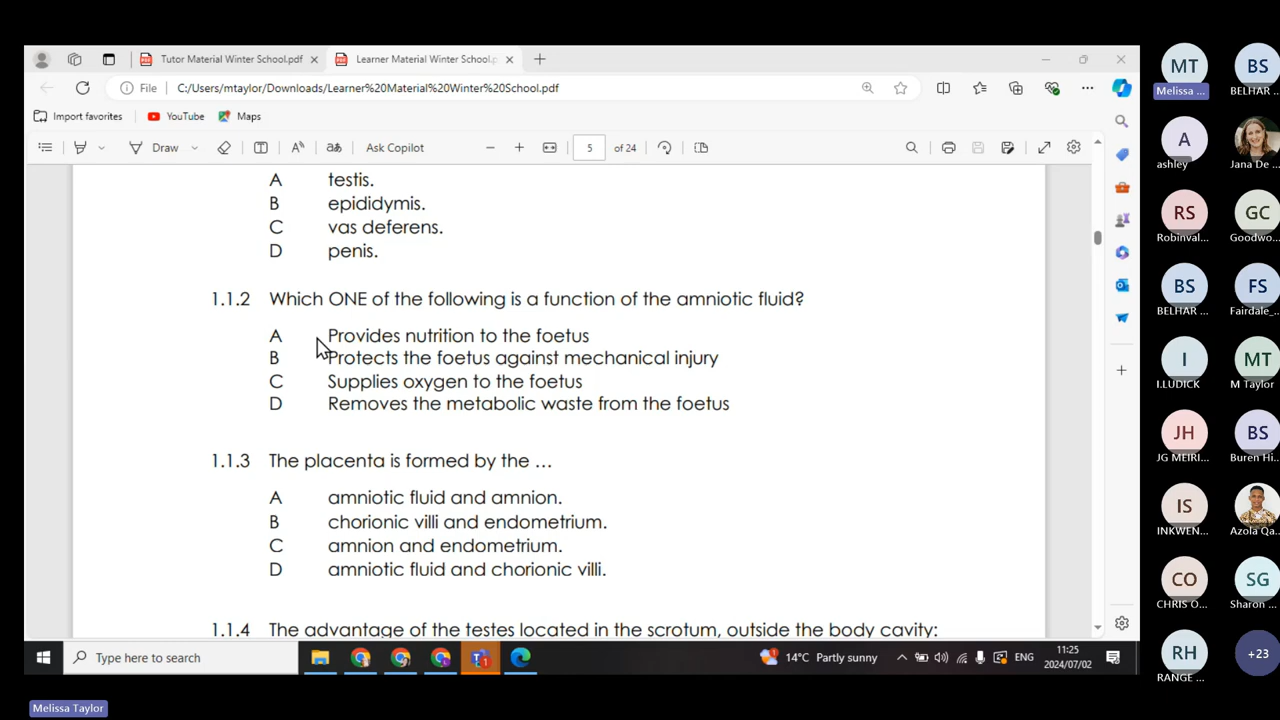 Tutor Material Winter School.pdf
Learner Material Winter School.p
File C:/Users/mtaylor/Downloads/Learner%20Material%20Winter%20School.pdf
Import favorites YouTube Maps
Draw Ask Copilot 5 of 24
A testis.
B epididymis.
C vas deferens.
D penis.
1.1.2 Which ONE of the following is a function of the amniotic fluid?
A Provides nutrition to the foetus
B Protects the foetus against mechanical injury
C Supplies oxygen to the foetus
D Removes the metabolic waste from the foetus
1.1.3 The placenta is formed by the ...
A amniotic fluid and amnion.
B chorionic villi and endometrium.
C amnion and endometrium.
D amniotic fluid and chorionic villi.
1.1.4 The advantage of the testes located in the scrotum, outside the body cavity:
Type here to search
14°C Partly sunny
ENG
11:25
2024/07/02
MT BS
Melissa ... BELHAR
A
ashley Jana De ...
RS GC
Robinval... Goodwo...
BS FS
BELHAR Fairdale_...
I MT
I.LUDICK M Taylor
JH BS
JG MEIRI... Buren Hi...
IS
INKWEN... Azola Qa...
CO SG
CHRIS O... Sharon ...
RH +23
RANGE ...
Melissa Taylor